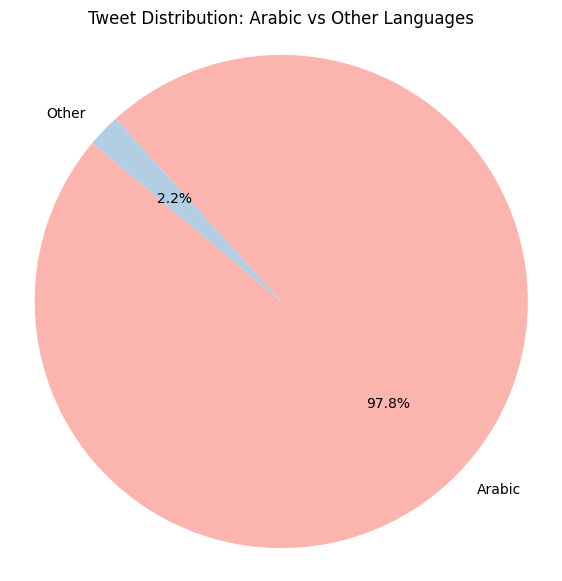 Tweet Distribution: Arabic vs Other Languages
Other
2.2%
97.8%
Arabic